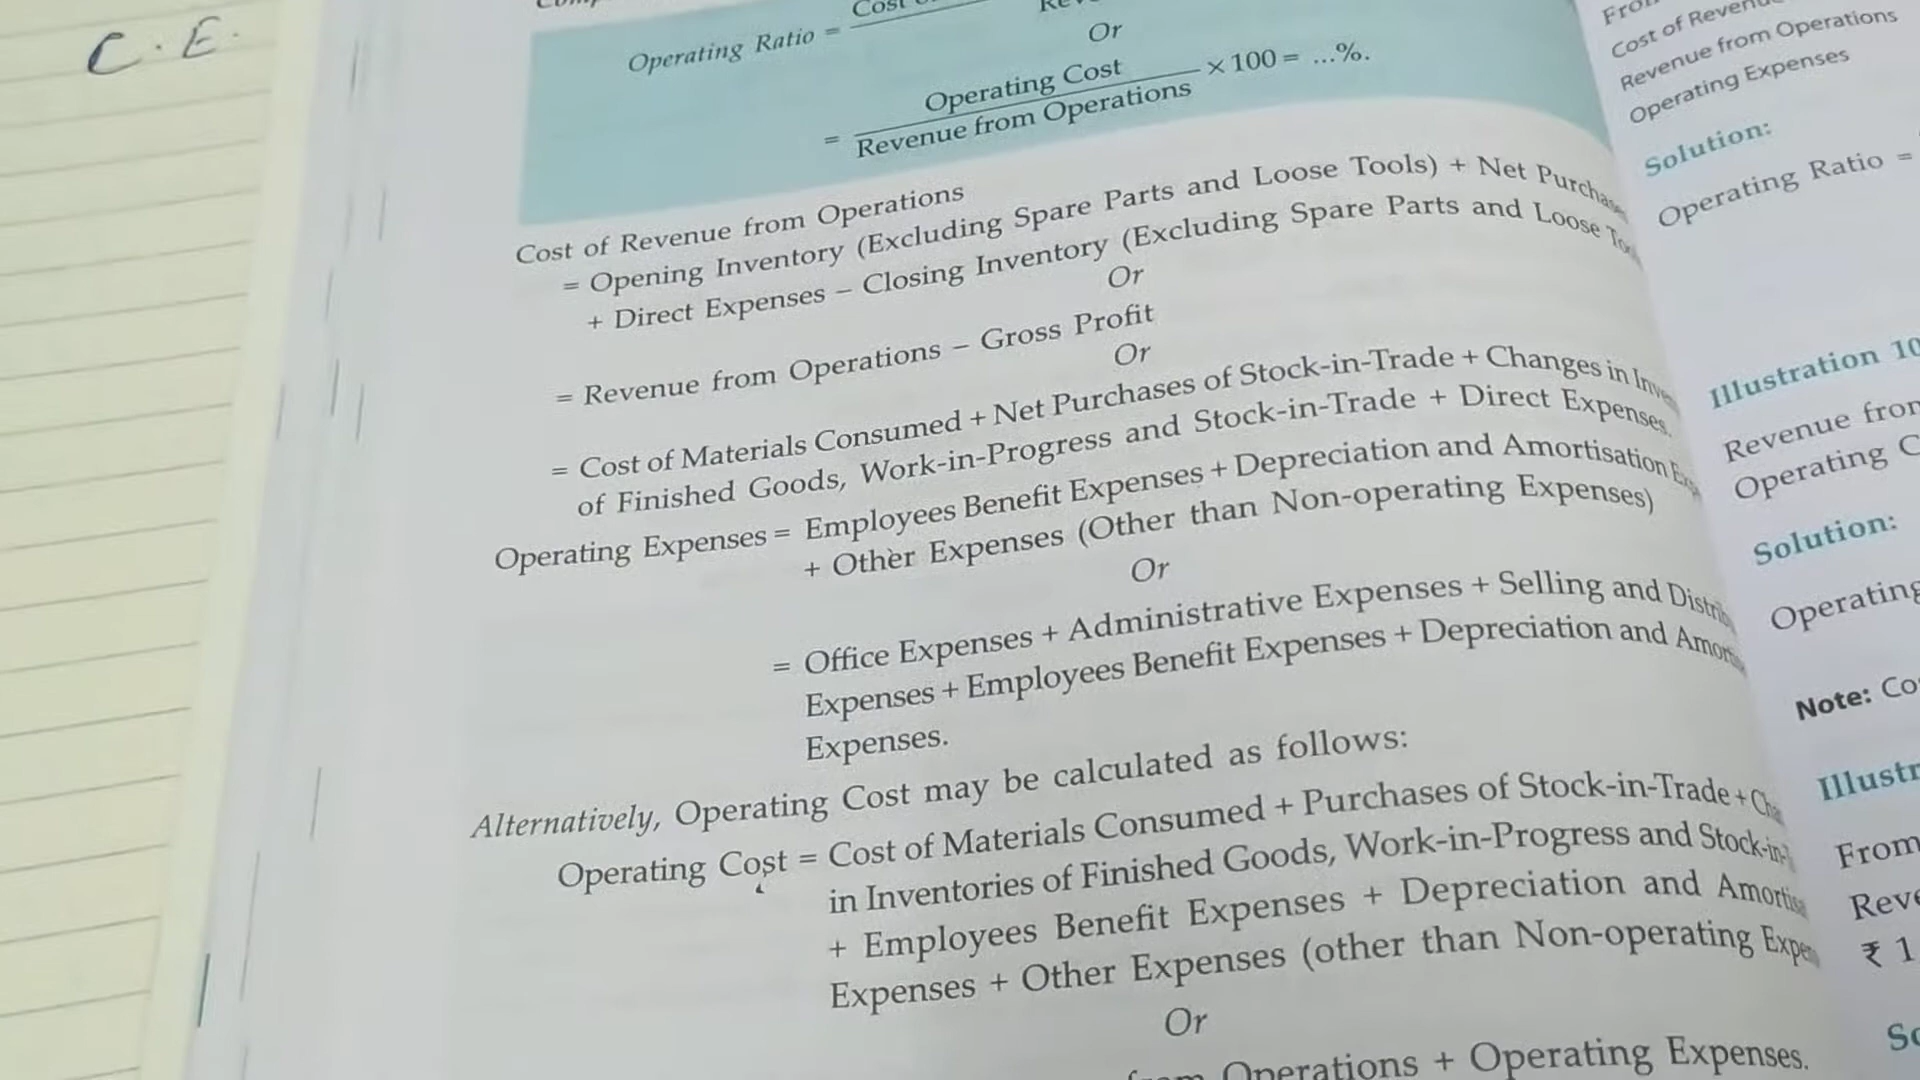 C.E.
Operating Ratio =
Or
= Operating Cost
Revenue from Operations
× 100 = ...%.
Cost of Revenue from Operations
= Opening Inventory (Excluding Spare Parts and Loose Tools) + Net
+ Direct Expenses – Closing Inventory (Excluding Spare Parts and Loose
Or
= Revenue from Operations – Gross Profit
Or
= Cost of Materials Consumed + Net Purchases of Stock-in-Trade + Changes in
of Finished Goods, Work-in-Progress and Stock-in-Trade + Direct Expenses.
Operating Expenses = Employees Benefit Expenses + Depreciation and Amortisation
+ Other Expenses (Other than Non-operating Expenses)
Or
= Office Expenses + Administrative Expenses + Selling and
Expenses + Employees Benefit Expenses + Depreciation and
Expenses.
Alternatively, Operating Cost may be calculated as follows:
Operating Cost = Cost of Materials Consumed + Purchases of Stock-in-Trade +
in Inventories of Finished Goods, Work-in-Progress and
+ Employees Benefit Expenses + Depreciation and
Expenses + Other Expenses (other than Non-operating
Or
Operations + Operating Expenses.
Cost of
Revenue from Operations
Operating Expenses
Solution:
Operating Ratio =
Illustration 10
Revenue
Operating
Solution:
Operating
Note:
From
₹ 1